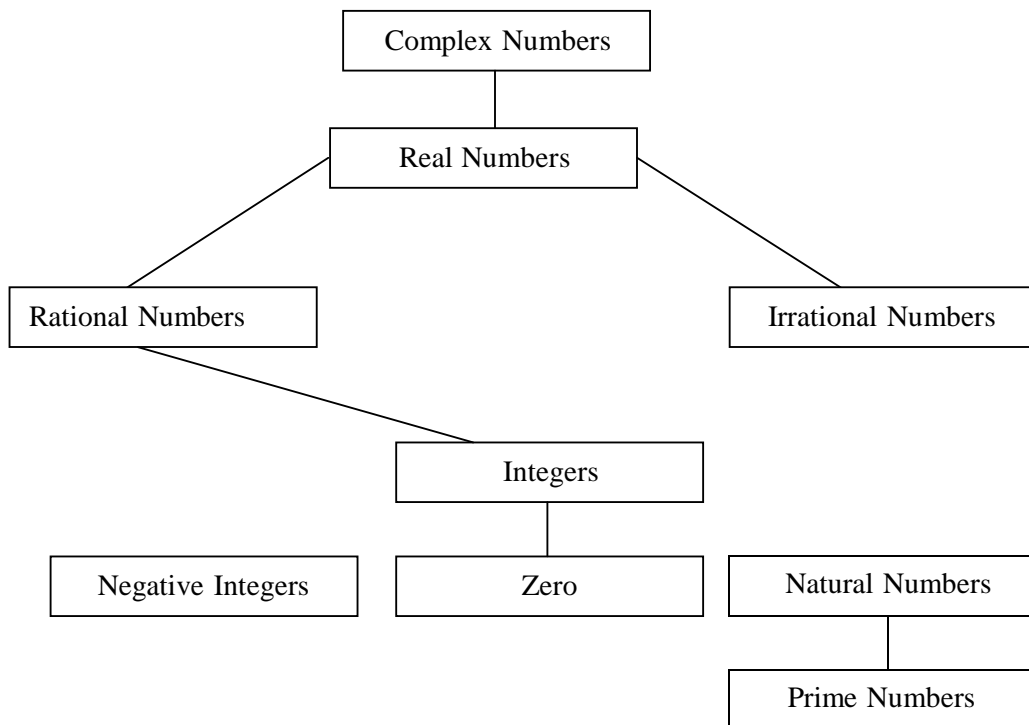 Complex Numbers
Real Numbers
Rational Numbers
Irrational Numbers
Integers
Negative Integers
Zero
Natural Numbers
Prime Numbers